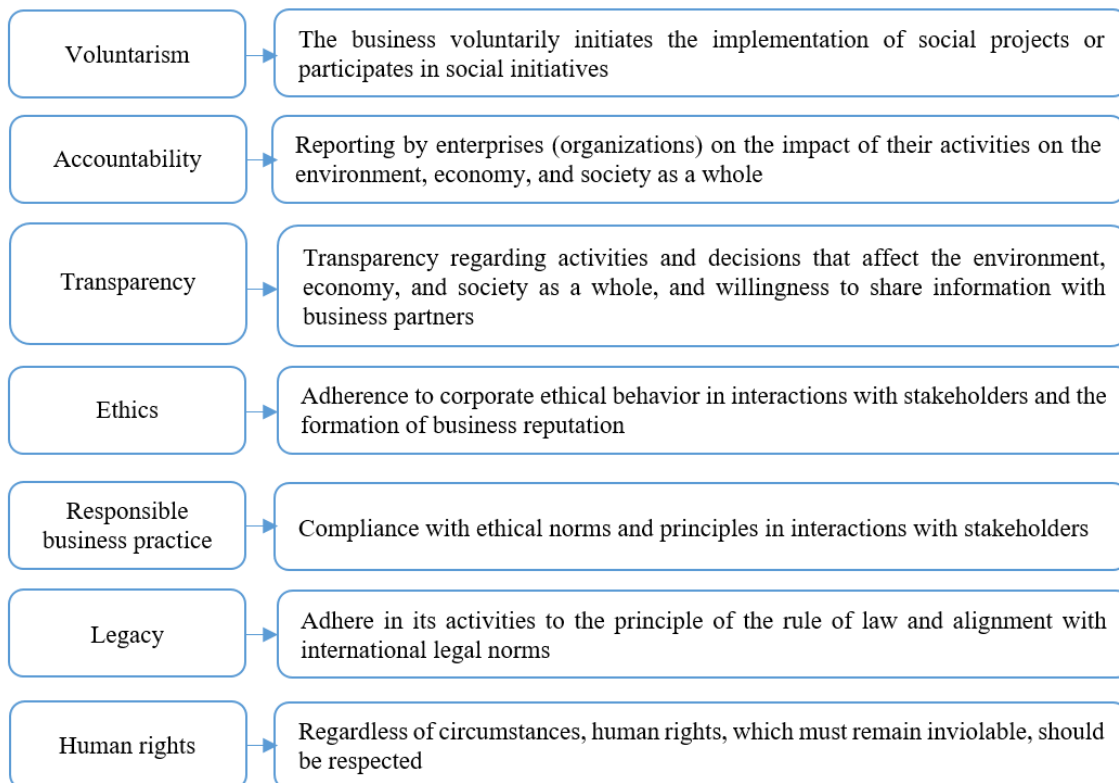 Voluntarism
The business voluntarily initiates the implementation of social projects or
participates in social initiatives
Accountability
Reporting by enterprises (organizations) on the impact of their activities on the
environment, economy, and society as a whole
Transparency
Transparency regarding activities and decisions that affect the environment,
economy, and society as a whole, and willingness to share information with
business partners
Ethics
Adherence to corporate ethical behavior in interactions with stakeholders and the
formation of business reputation
Responsible
business practice
Compliance with ethical norms and principles in interactions with stakeholders
Legacy
Adhere in its activities to the principle of the rule of law and alignment with
international legal norms
Human rights
Regardless of circumstances, human rights, which must remain inviolable, should
be respected